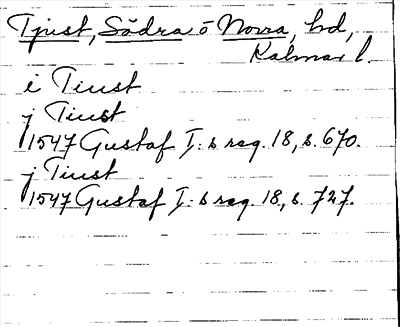 Tjust, Södra o Norra, hd,
Kalmar l.
i Tiust
j Tiust
1547 Gustaf I:s reg. 18, s. 670.
j Tiust
1547 Gustaf I:s reg. 18, s. 727.